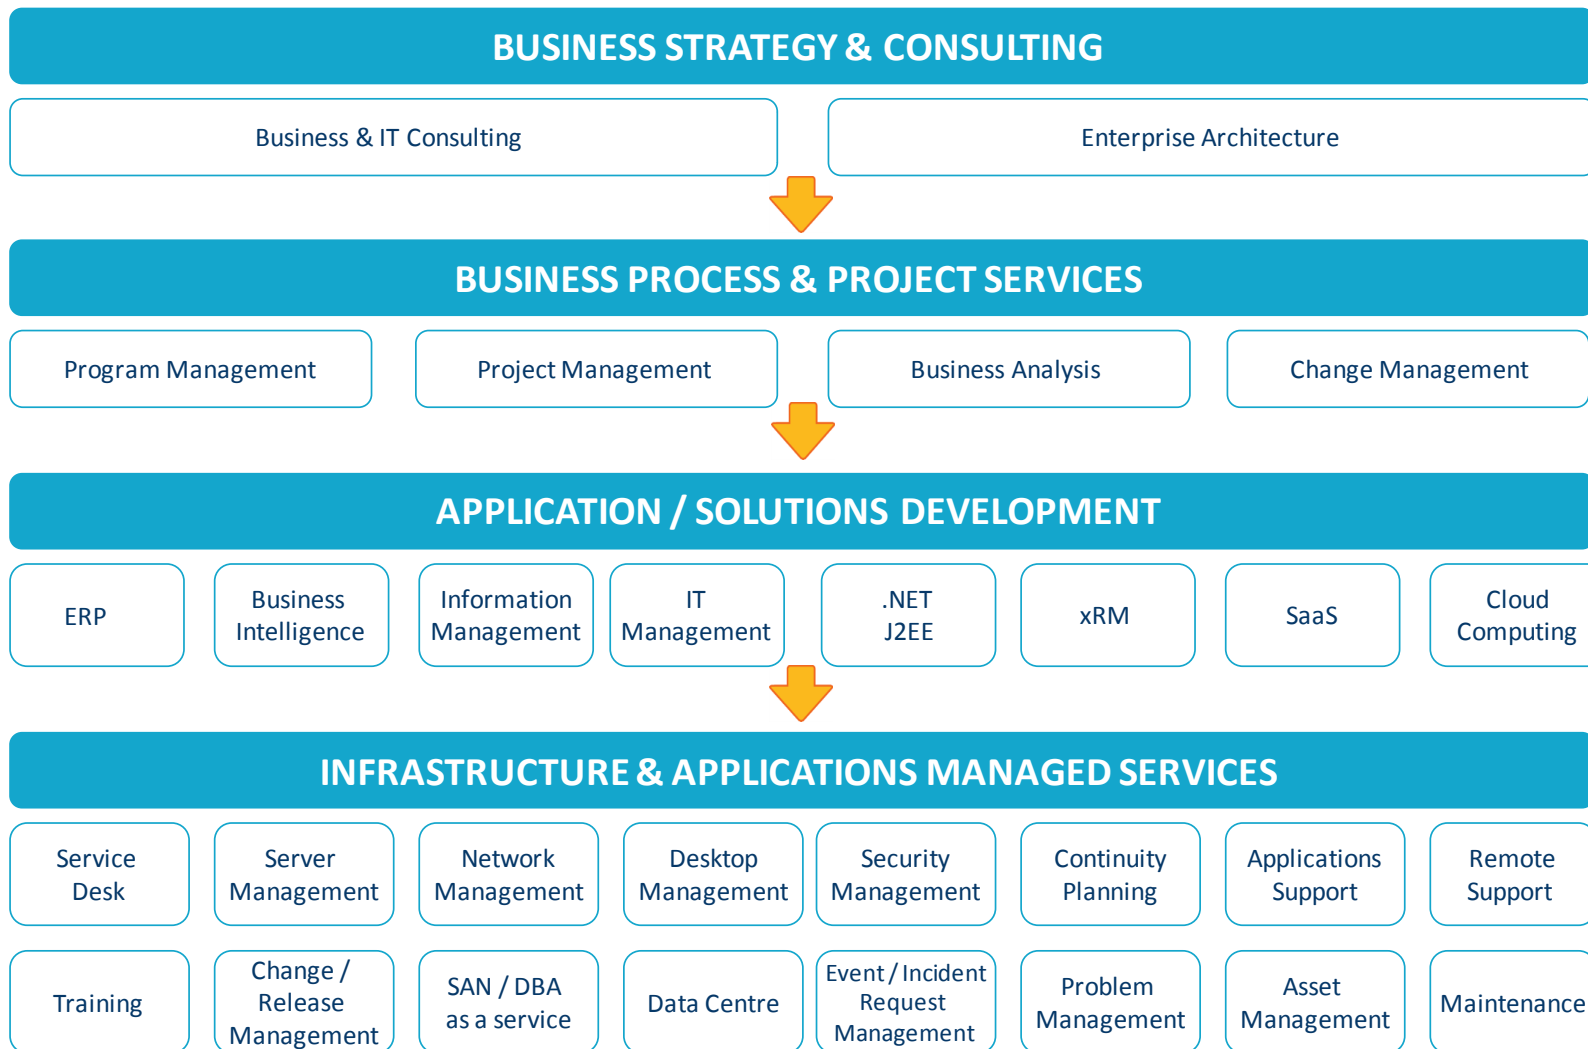 BUSINESS STRATEGY & CONSULTING
Business & IT Consulting
Enterprise Architecture
BUSINESS PROCESS & PROJECT SERVICES
Program Management
Project Management
Business Analysis
Change Management
APPLICATION / SOLUTIONS DEVELOPMENT
ERP
Business
Intelligence
Information
Management
IT
Management
.NET
J2EE
xRM
SaaS
Cloud
Computing
INFRASTRUCTURE & APPLICATIONS MANAGED SERVICES
Service
Desk
Server
Management
Network
Management
Desktop
Management
Security
Management
Continuity
Planning
Applications
Support
Remote
Support
Training
Change /
Release
Management
SAN / DBA
as a service
Data Centre
Event / Incident
Request
Management
Problem
Management
Asset
Management
Maintenance